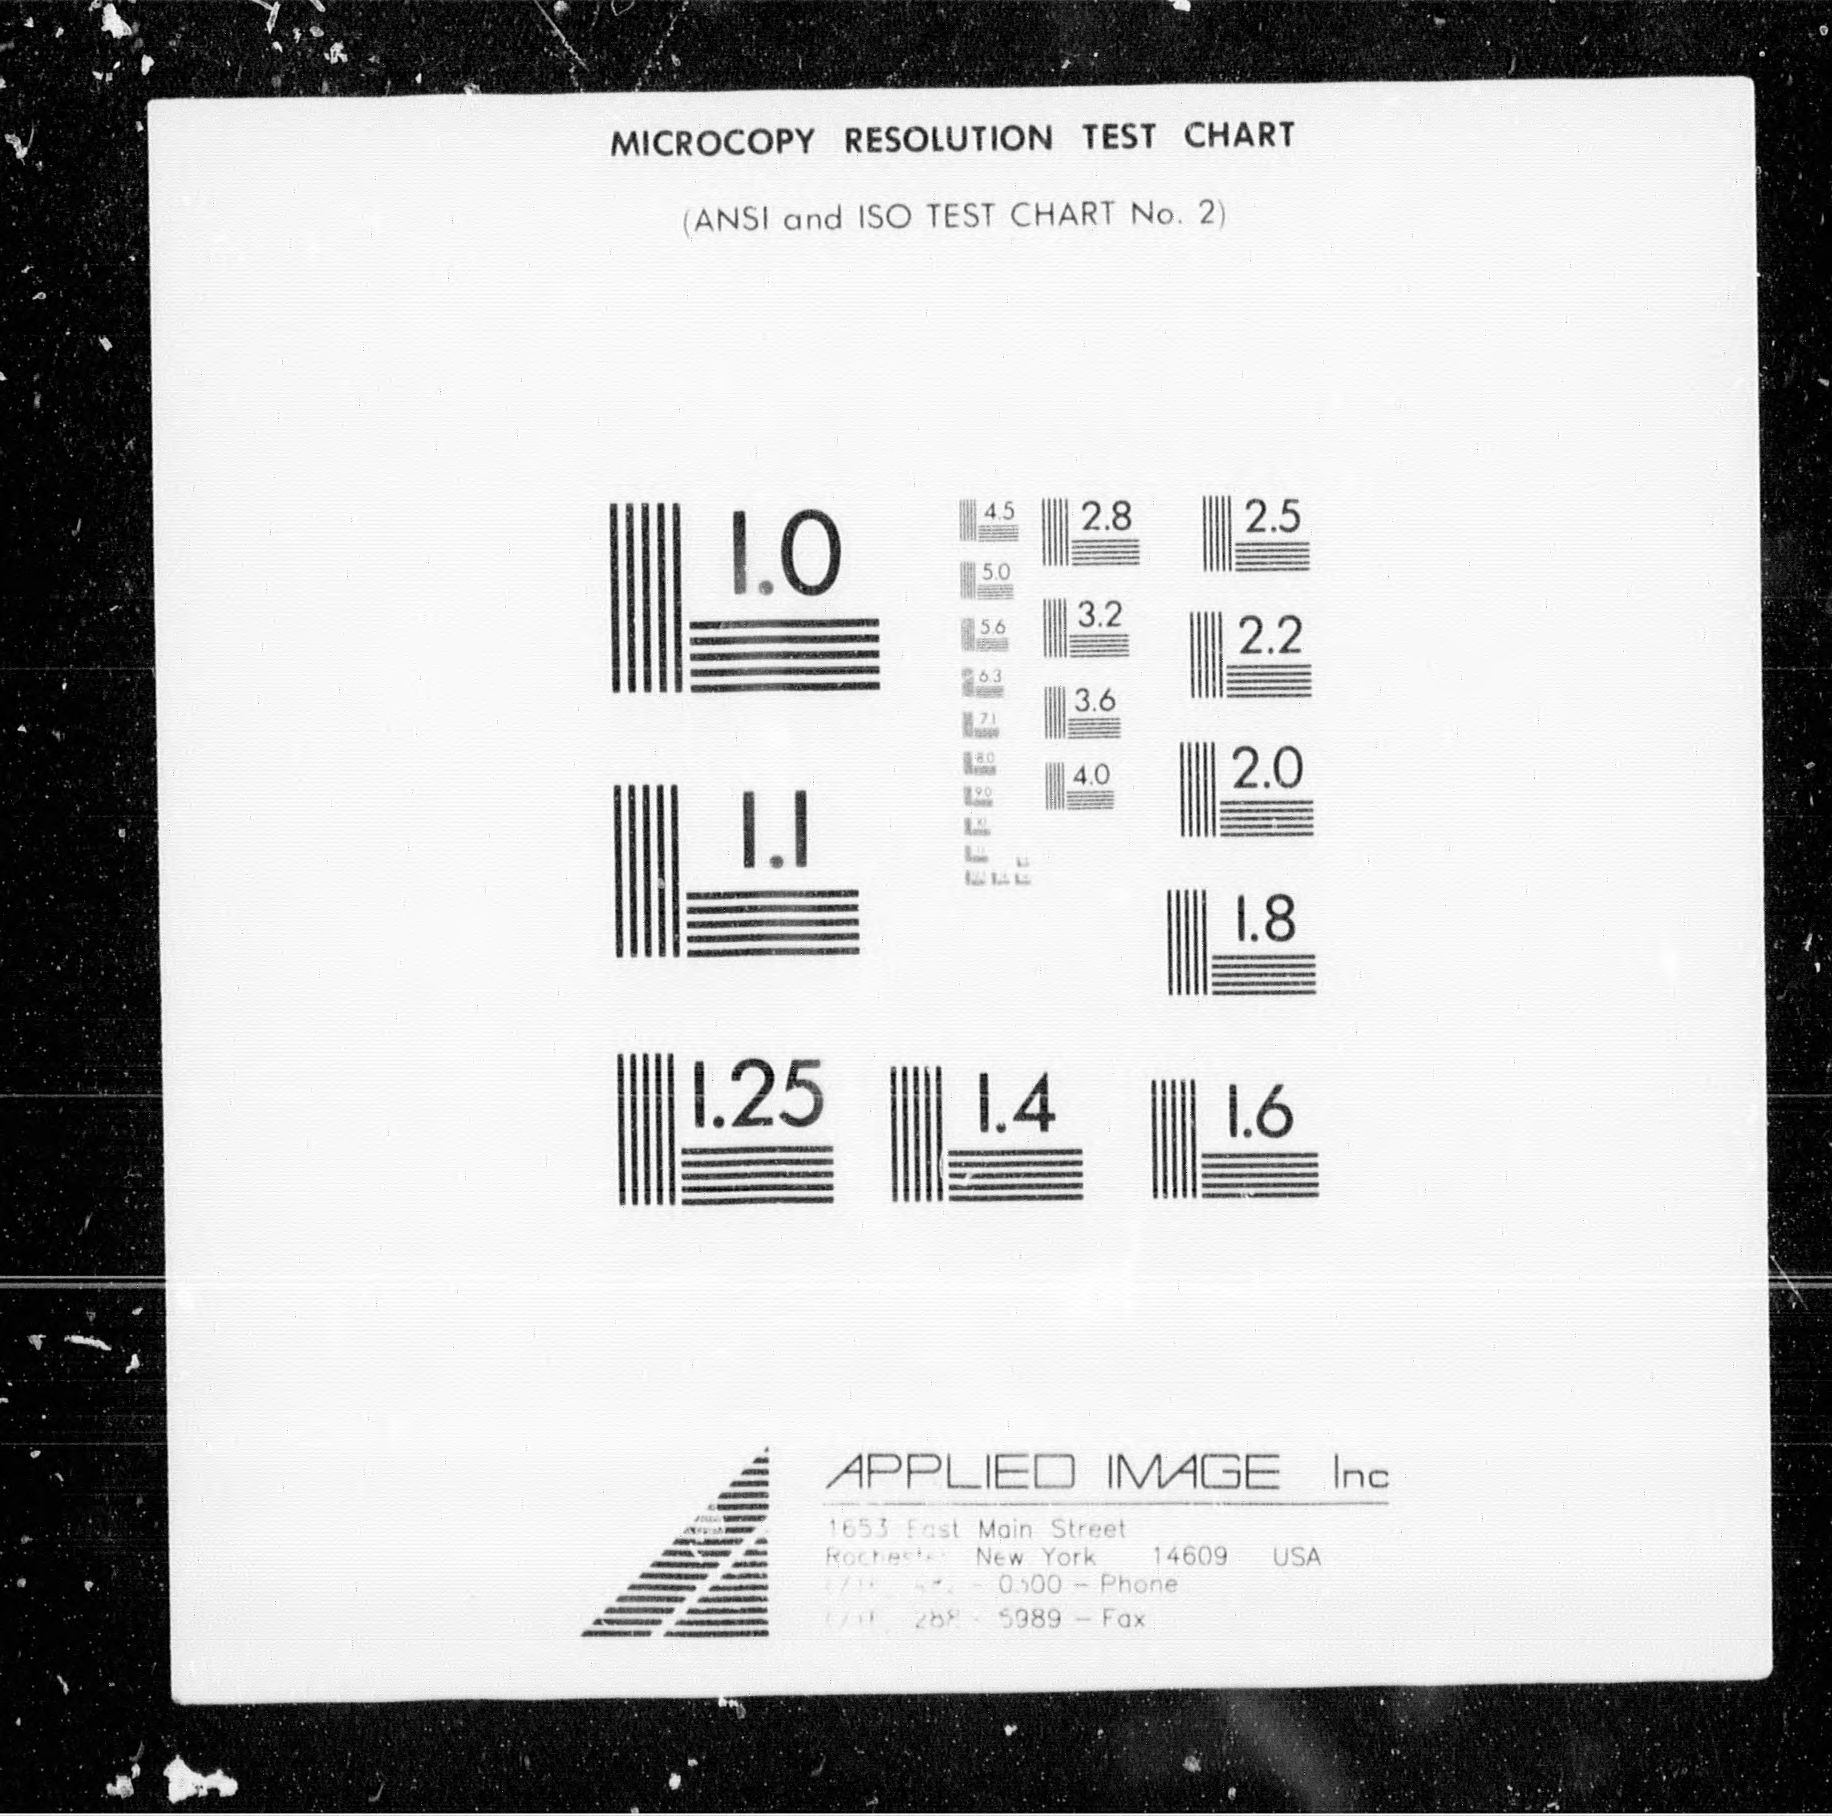 MICROCOPY RESOLUTION TEST CHART
(ANSI and ISO TEST CHART No. 2)
1.0
1.1
1.25
1.4
1.6
1.8
2.0
2.2
2.5
2.8
3.2
3.6
4.0
4.5
5.0
5.6
6.3
7.1
8.0
9.0
APPLIED IMAGE Inc
1653 East Main Street
New York 14609 USA
- Phone
5989 - Fax